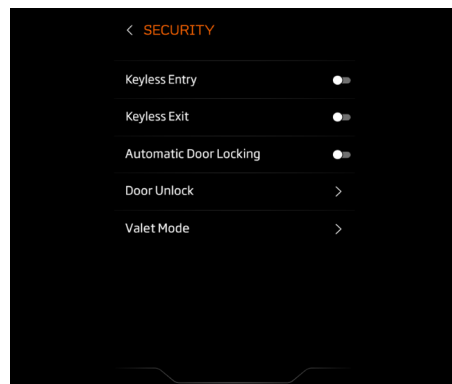 SECURITY
Keyless Entry
Keyless Exit
Automatic Door Locking
Door Unlock
Valet Mode